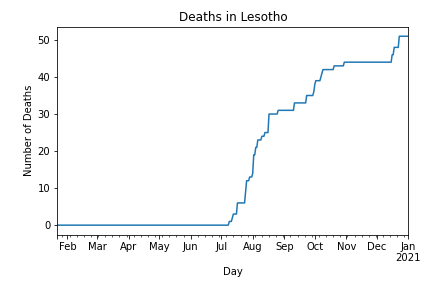 Deaths in Lesotho
50
40
30
20
10
0
Number of Deaths
Feb Mar Apr May Jun Jul Aug Sep Oct Nov Dec Jan
2021
Day